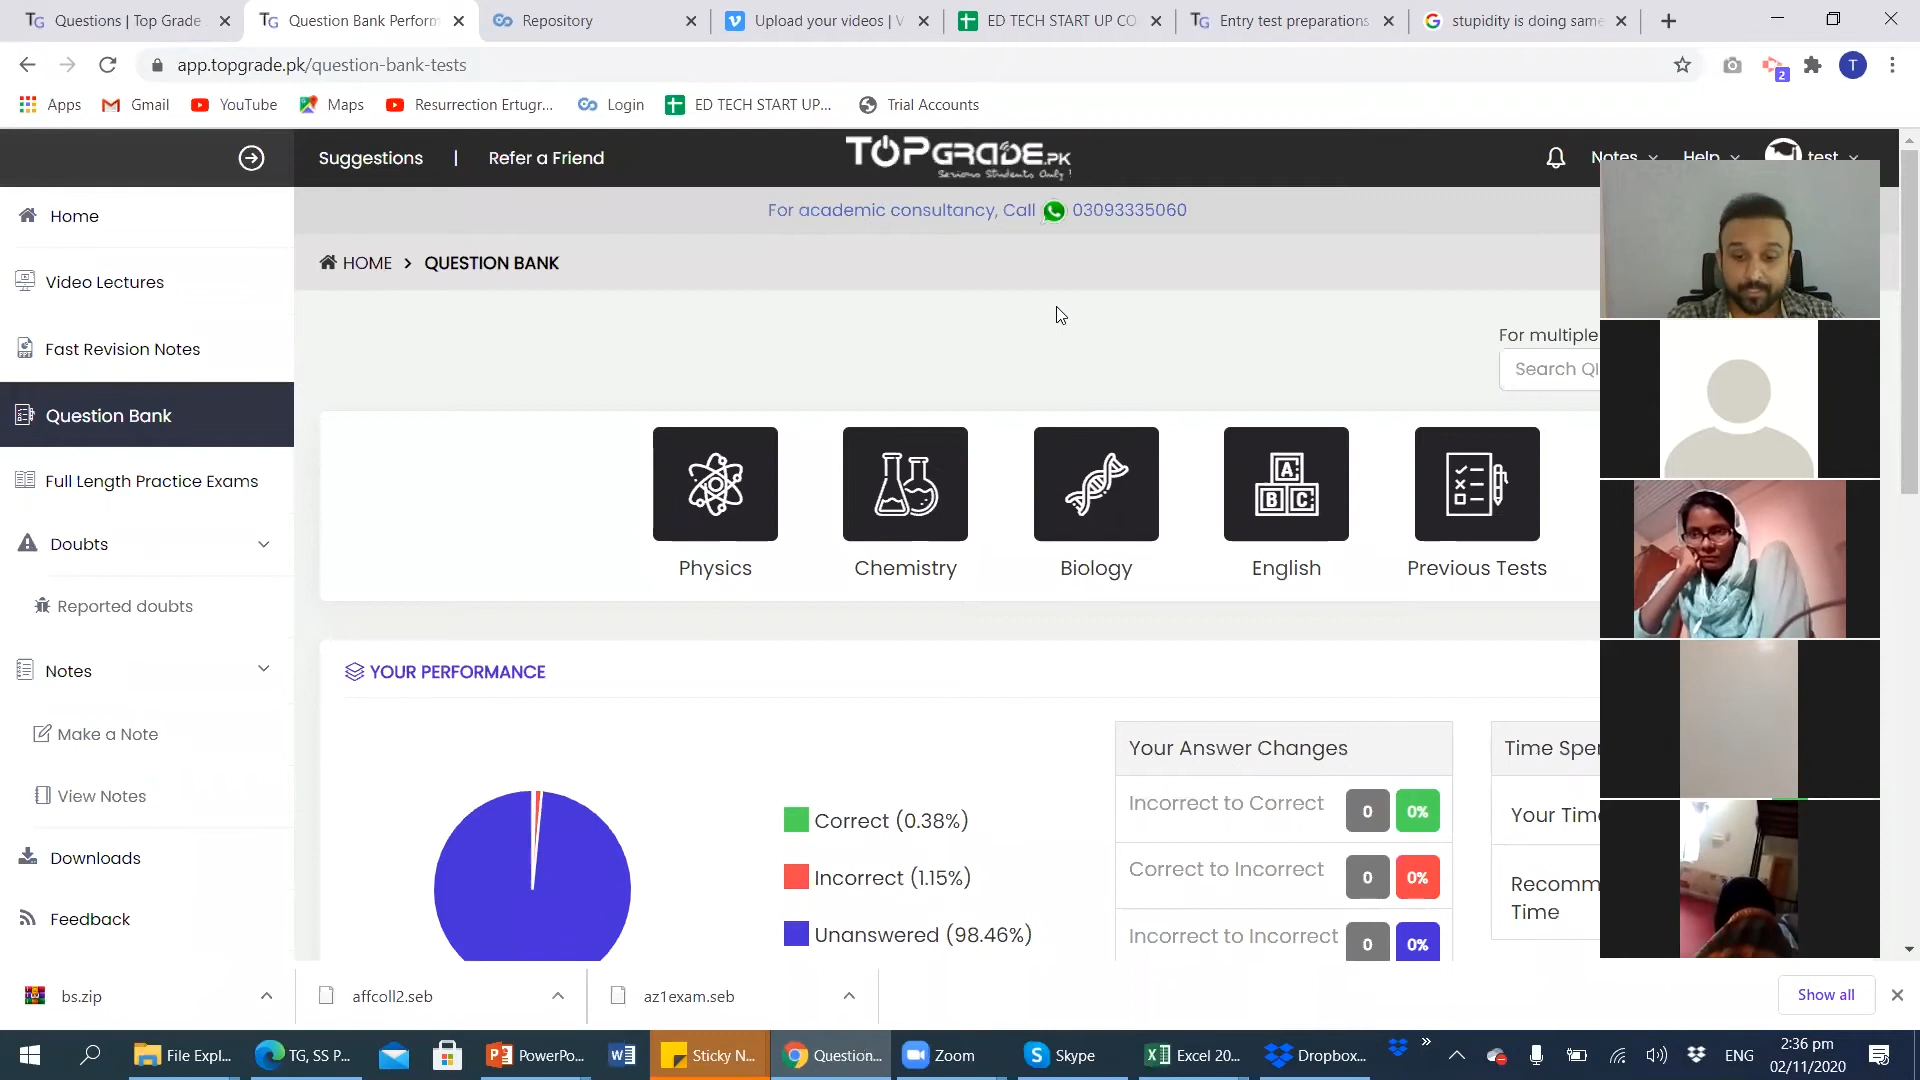 Questions | Top Grade
Question Bank Perform
Repository
Upload your videos | V
ED TECH START UP CO
Entry test preparations
stupidity is doing same
app.topgrade.pk/question-bank-tests
2
T
Apps
Gmail
YouTube
Maps
Resurrection Ertugr...
Login
ED TECH START UP...
Trial Accounts
Suggestions | Refer a Friend
TOPGRADE.PK
Serious Students Only !
Notes
Help
test
For academic consultancy, Call 03093335060
HOME > QUESTION BANK
Home
Video Lectures
Fast Revision Notes
Question Bank
Full Length Practice Exams
Doubts
Reported doubts
Notes
Make a Note
View Notes
Downloads
Feedback
For multiple
Search QI
A
B C
Physics
Chemistry
Biology
English
Previous Tests
YOUR PERFORMANCE
Correct (0.38%)
Incorrect (1.15%)
Unanswered (98.46%)
Your Answer Changes
Incorrect to Correct 0 0%
Correct to Incorrect 0 0%
Incorrect to Incorrect 0 0%
Time Spe
Your Tim
Recomm
Time
bs.zip
affcoll2.seb
az1exam.seb
Show all
File Expl...
TG, SS P...
PowerPo...
Sticky N...
Question...
Zoom
Skype
Excel 20...
Dropbox...
ENG
2:36 pm
02/11/2020